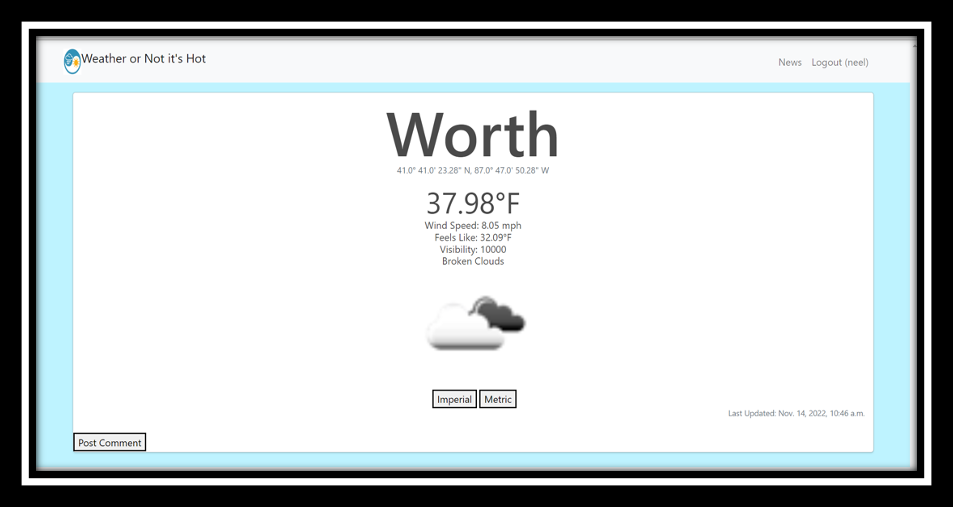 Weather or Not it's Hot
News Logout (neel)
Worth
41.0° 41.0' 23.28" N, 87.0° 47.0' 50.28" W
37.98°F
Wind Speed: 8.05 mph
Feels Like: 32.09°F
Visibility: 10000
Broken Clouds
Imperial Metric
Last Updated: Nov. 14, 2022, 10:46 a.m.
Post Comment